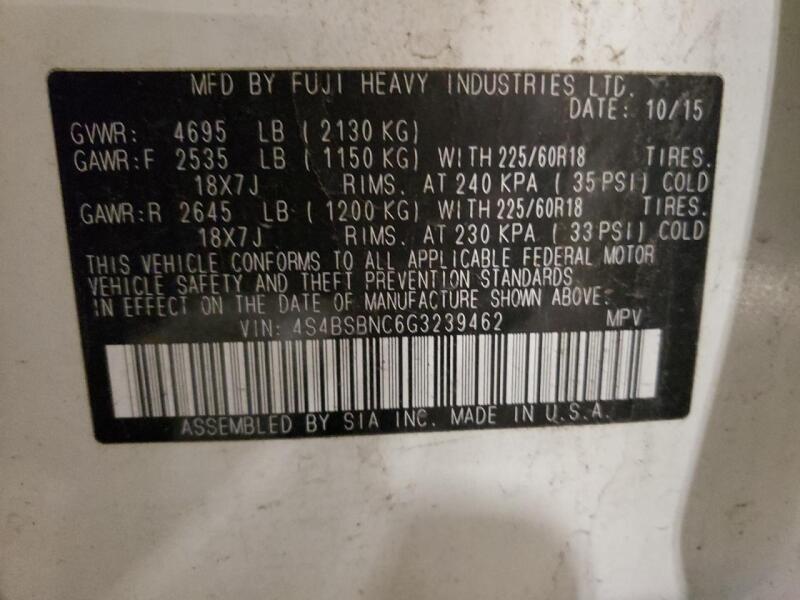 MFD BY FUJI HEAVY INDUSTRIES LTD.
DATE: 10/15
GVWR: 4695 LB (2130 KG)
GAWR:F 2535 LB (1150 KG) WITH 225/60R18 TIRES.
18X7J RIMS. AT 240 KPA (35 PSI) COLD
GAWR:R 2645 LB (1200 KG) WITH 225/60R18 TIRES.
18X7J RIMS. AT 230 KPA (33 PSI) COLD
THIS VEHICLE CONFORMS TO ALL APPLICABLE FEDERAL MOTOR
VEHICLE SAFETY AND THEFT PREVENTION STANDARDS
IN EFFECT ON THE DATE OF MANUFACTURE SHOWN ABOVE.
VIN: 4S4BSBNC6G3239462 MPV
ASSEMBLED BY SIA INC. MADE IN U.S.A.